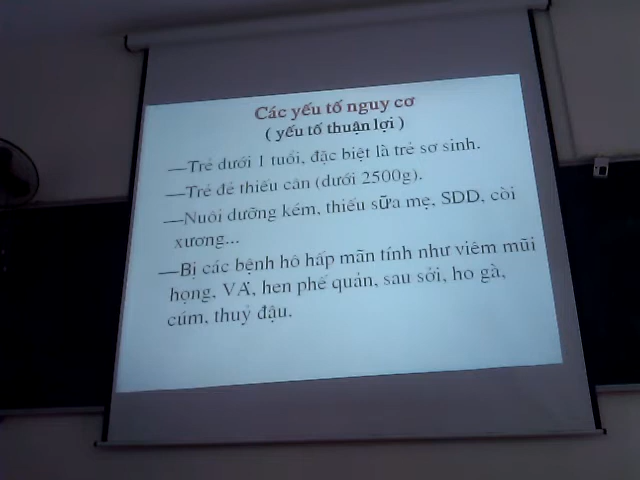 Các yếu tố nguy cơ
( yếu tố thuận lợi )
—Trẻ dưới 1 tuổi, đặc biệt là trẻ sơ sinh.
—Trẻ đẻ thiếu cân (dưới 2500g).
—Nuôi dưỡng kém, thiếu sữa mẹ, SDD, còi
xương...
—Bị các bệnh hô hấp mãn tính như viêm mũi
họng, VA, hen phế quản, sau sởi, ho gà,
cúm, thuỷ đậu.